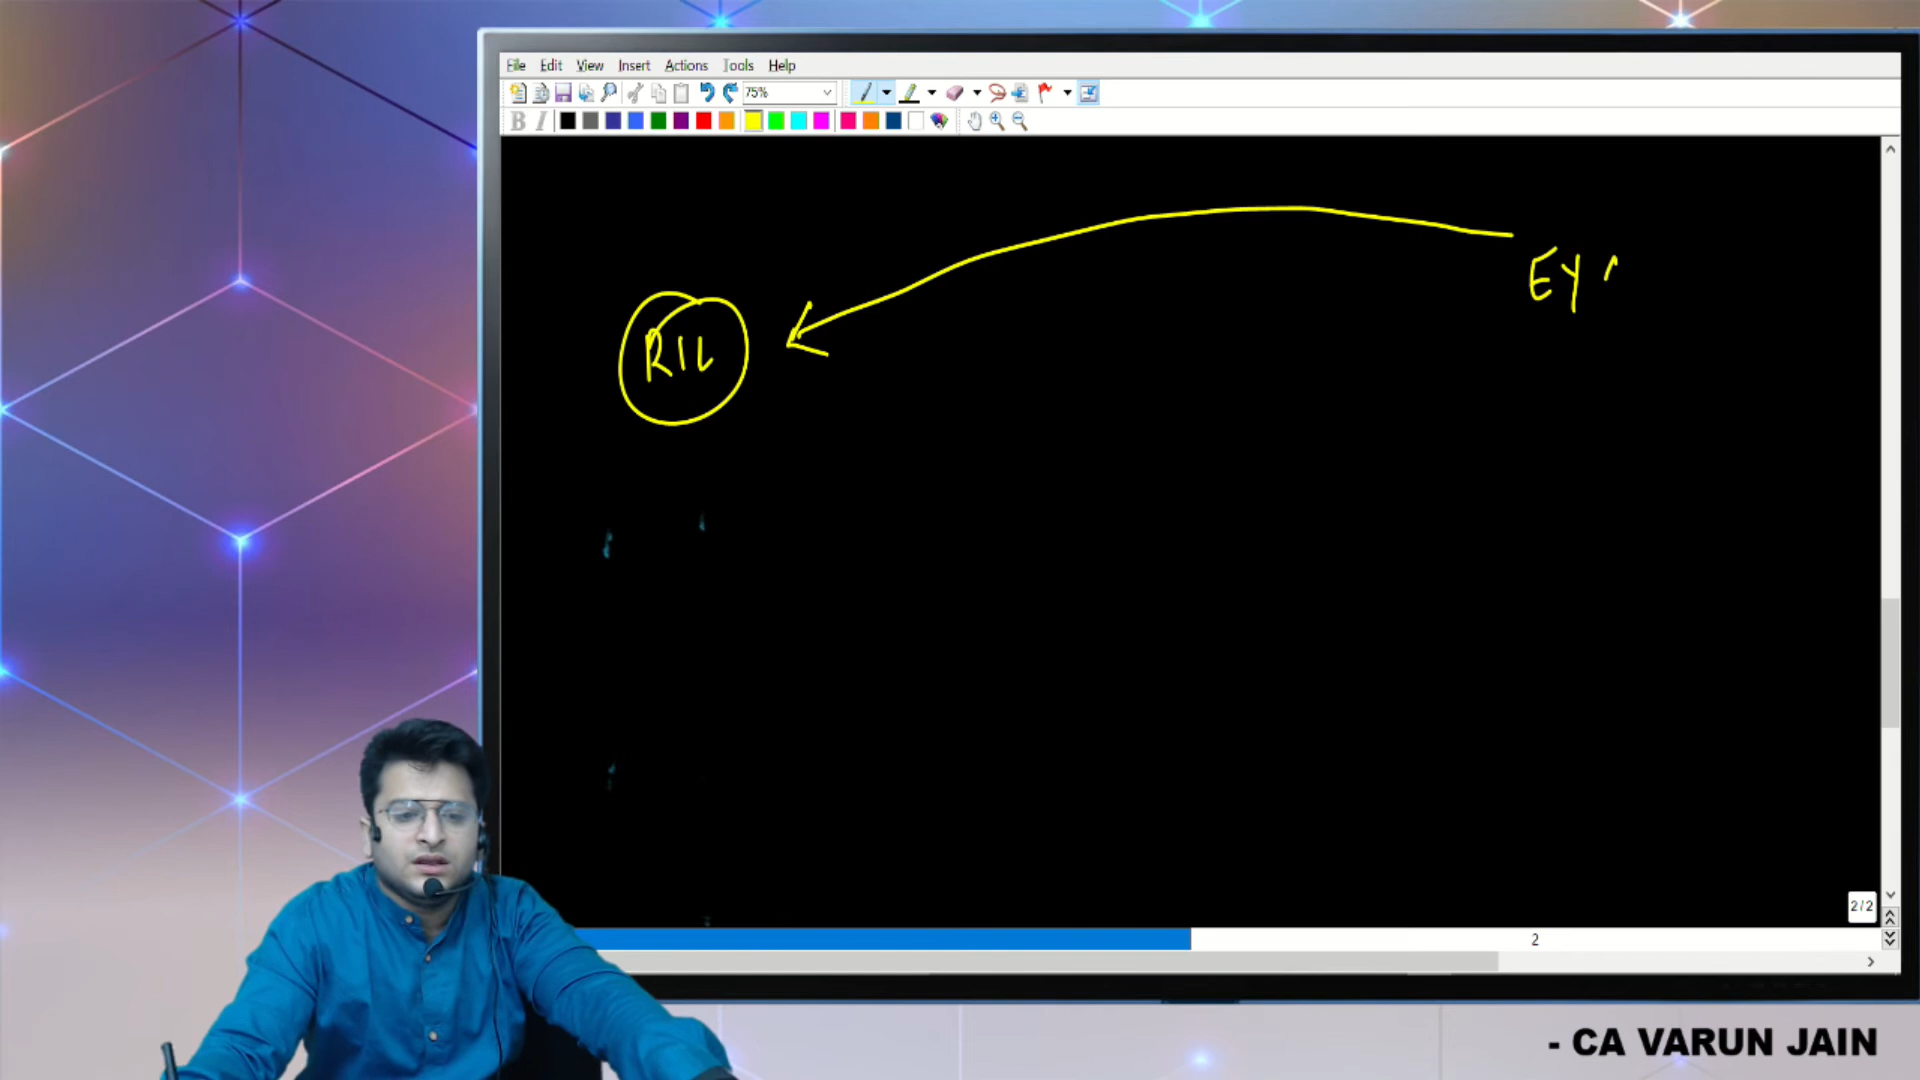 File Edit View Insert Actions Tools Help
75%
B I
EY
RIL
2/2
2
- CA VARUN JAIN